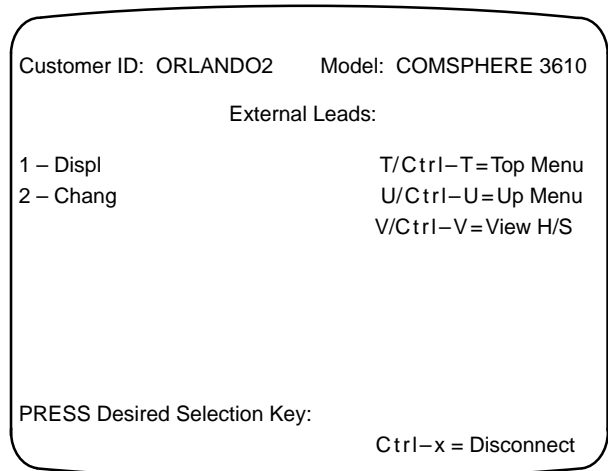 Customer ID: ORLANDO2 Model: COMSPHERE 3610
External Leads:
1 – Displ T/Ctrl–T=Top Menu
2 – Chang U/Ctrl–U=Up Menu
V/Ctrl–V=View H/S
PRESS Desired Selection Key:
Ctrl–x = Disconnect